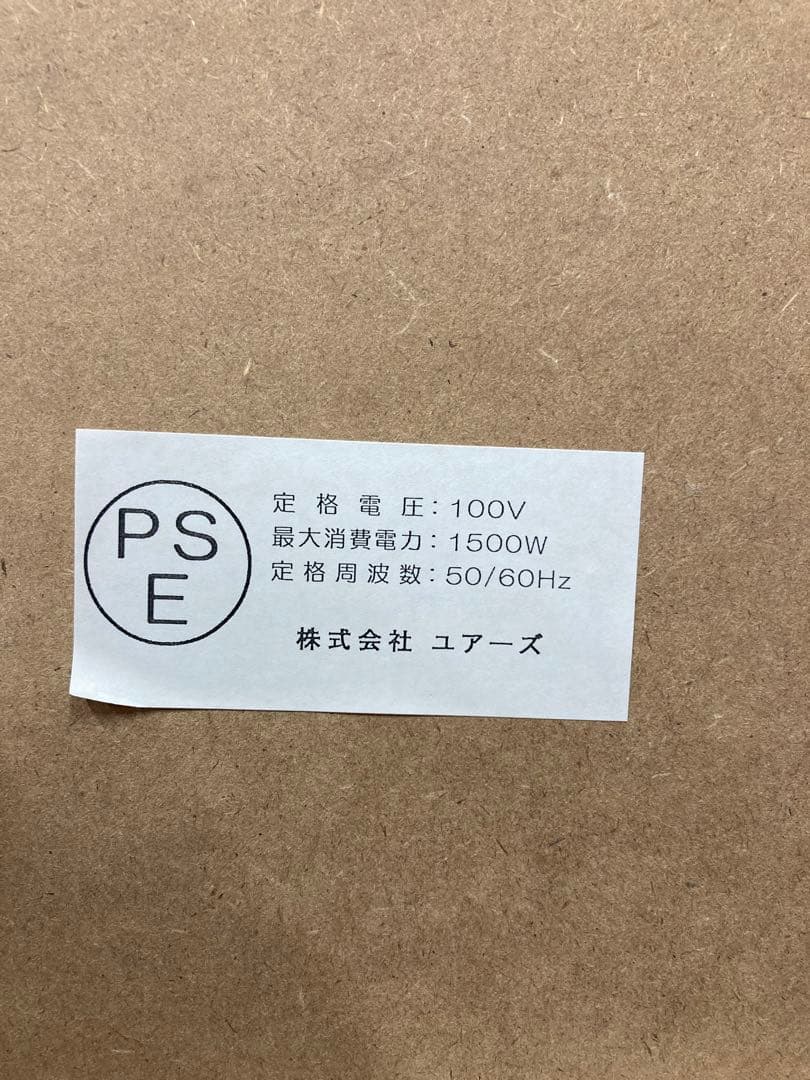 PS
E
定格電圧：100V
最大消費電力：1500W
定格周波数：50/60Hz
株式会社 ユアーズ